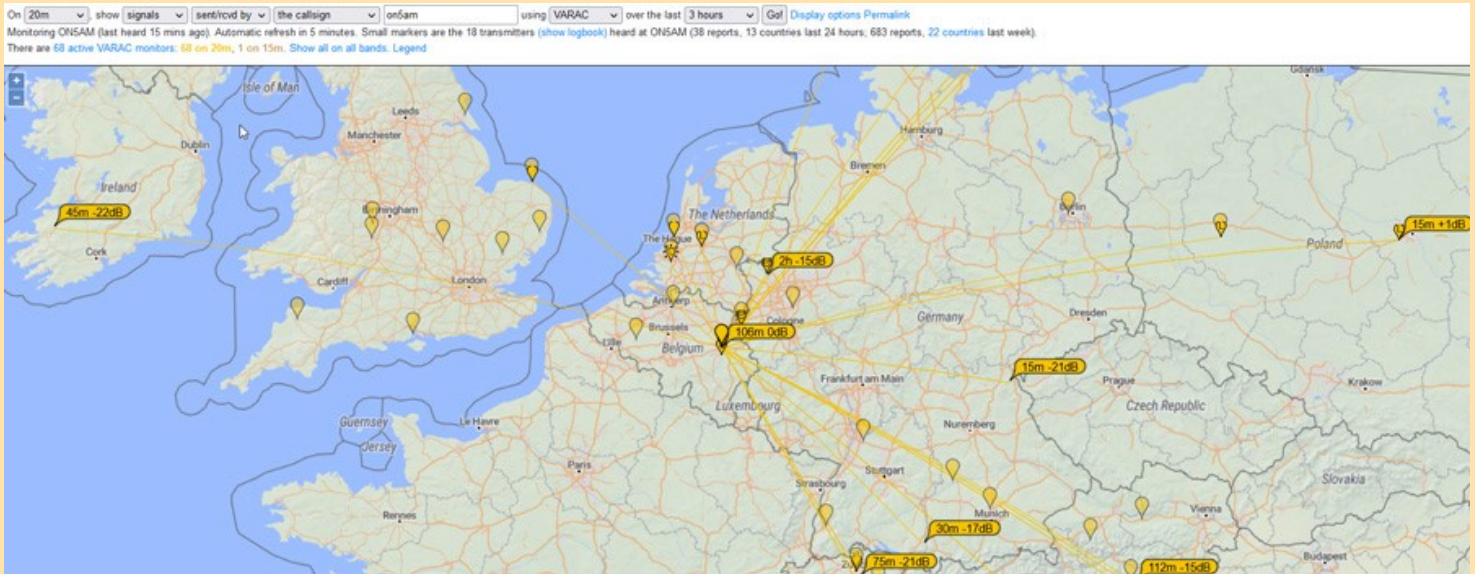 On 20m , show signals sent/rcvd by the callsign on5am using VARAC over the last 3 hours Go! Display options Permalink
Monitoring ON5AM (last heard 15 mins ago). Automatic refresh in 5 minutes. Small markers are the 18 transmitters (show logbook) heard at ON5AM (38 reports, 13 countries last 24 hours; 683 reports, 22 countries last week).
There are 68 active VARAC monitors: 68 on 20m, 1 on 15m. Show all on all bands. Legend
+
-
Gdansk
Isle of Man
Leeds
Manchester
Hamburg
Dublin
Bremen
Ireland
Birmingham
The Netherlands
Berlin
45m -22dB
15m +1dB
The Hague
Poland
Cork
2h -15dB
Cardiff
London
Antwerp
Cologne
Germany
Dresden
Brussels
106m 0dB
Lille
Belgium
15m -21dB
Frankfurt am Main
Prague
Krakow
Luxembourg
Czech Republic
Guernsey
Le Havre
Nuremberg
Jersey
Paris
Stuttgart
Strasbourg
Slovakia
Rennes
Munich
Vienna
30m -17dB
Budapest
75m -21dB
112m -15dB